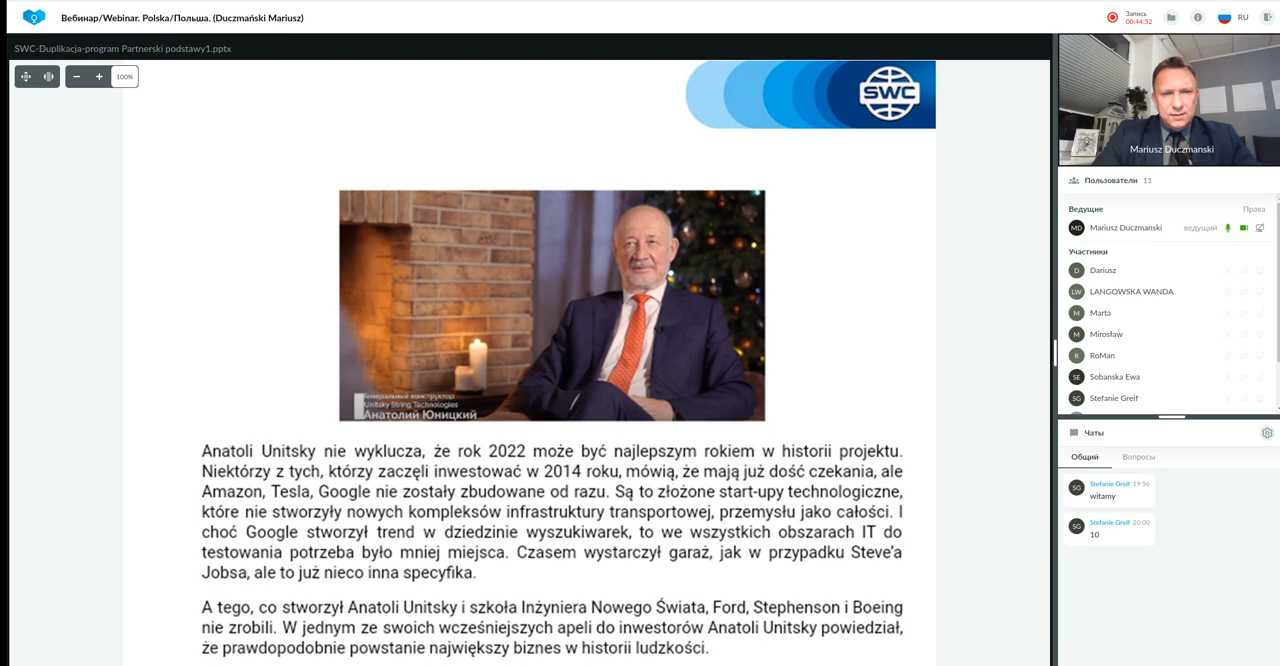 Вебинар/Webinar. Polska/Польша. (Duczmański Mariusz)
Запись
00:44:52
RU
SWC-Duplikacja-program Partnerski podstawy1.pptx
100%
SWC
Генеральный конструктор
Unitsky String Technologies
Анатолий Юницкий
Anatoli Unitsky nie wyklucza, że rok 2022 może być najlepszym rokiem w historii projektu.
Niektórzy z tych, którzy zaczęli inwestować w 2014 roku, mówią, że mają już dość czekania, ale
Amazon, Tesla, Google nie zostały zbudowane od razu. Są to złożone start-upy technologiczne,
które nie stworzyły nowych kompleksów infrastruktury transportowej, przemysłu jako całości. I
choć Google stworzył trend w dziedzinie wyszukiwarek, to we wszystkich obszarach IT do
testowania potrzeba było mniej miejsca. Czasem wystarczył garaż, jak w przypadku Steve'a
Jobsa, ale to już nieco inna specyfika.
A tego, co stworzył Anatoli Unitsky i szkoła Inżyniera Nowego Świata, Ford, Stephenson i Boeing
nie zrobili. W jednym ze swoich wcześniejszych apeli do inwestorów Anatoli Unitsky powiedział,
że prawdopodobnie powstanie największy biznes w historii ludzkości.
Mariusz Duczmanski
Пользователи 11
Ведущие Права
MD Mariusz Duczmanski ведущий
Участники
D Dariusz
LW LANGOWSKA WANDA
M Marta
M Mirosław
R RoMan
SE Sobanska Ewa
SG Stefanie Greif
Чаты
Общий Вопросы
SG Stefanie Greif 19:56
witamy
SG Stefanie Greif 20:00
10